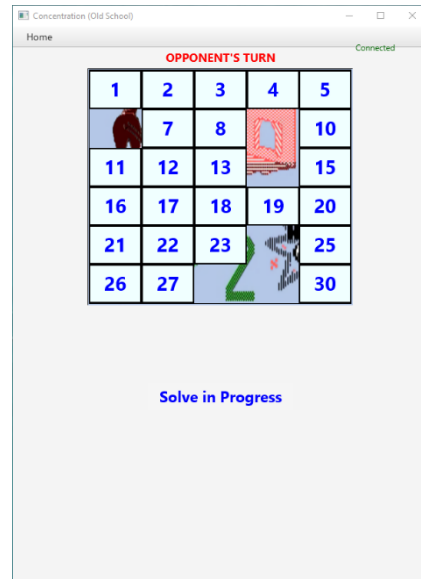 Concentration (Old School)
Home
Connected
OPPONENT'S TURN
1 2 3 4 5
7 8 10
11 12 13 15
16 17 18 19 20
21 22 23 25
26 27 2 30
Solve in Progress